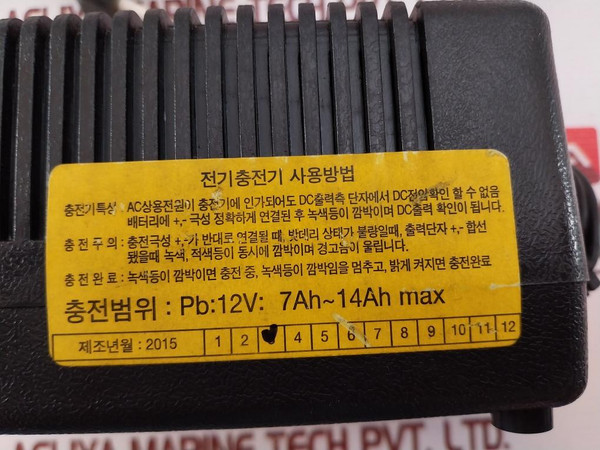 전기충전기 사용방법
충전기특성 : AC상용전원이 충전기에 인가되어도 DC출력측 단자에서 DC전압확인 할 수 없음
배터리에 +,- 극성 정확하게 연결된 후 녹색등이 깜박이며 DC출력 확인이 됩니다.
충 전 주 의 : 충전극성 +,-가 반대로 연결될 때, 밧데리 상태가 불량일때, 출력단자 +,- 합선
됐을때 녹색, 적색등이 동시에 깜박이며 경고음이 울립니다.
충 전 완 료 : 녹색등이 깜박이면 충전 중, 녹색등이 깜박임을 멈추고, 밝게 켜지면 충전완료
충전범위 : Pb:12V: 7Ah~14Ah max
제조년월 : 2015 1 2 4 5 6 7 8 9 10 11 12
MARINE TECH PVT. LTD.